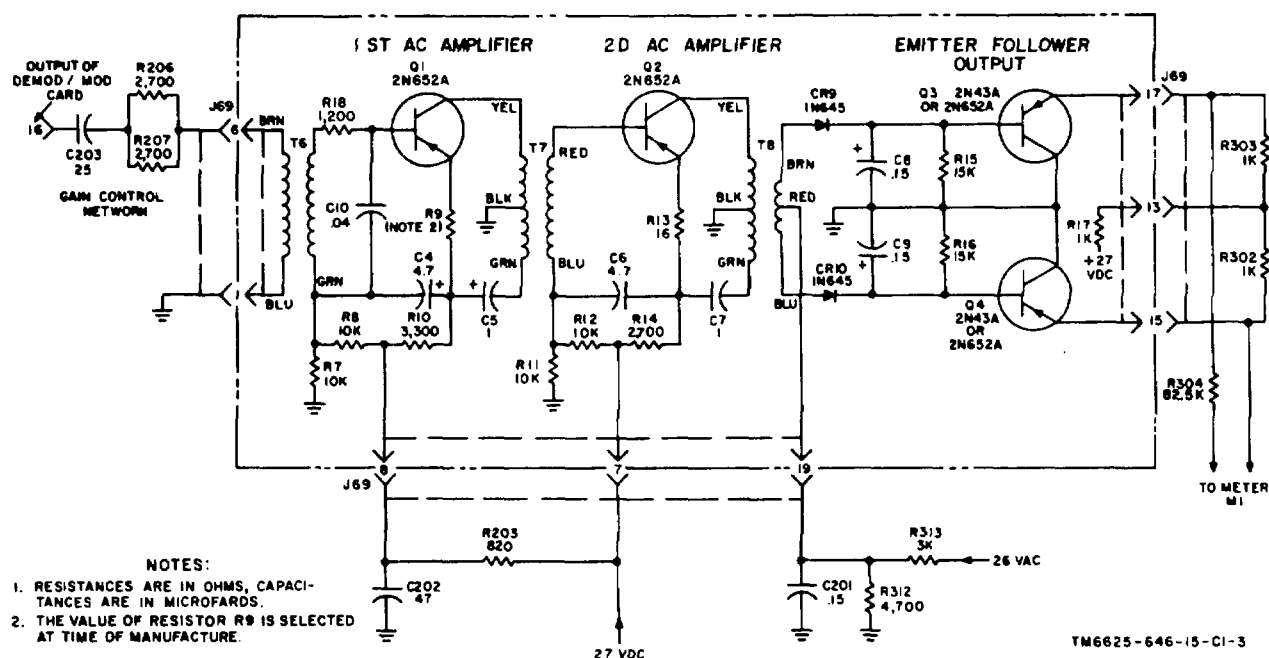 1ST AC AMPLIFIER
2D AC AMPLIFIER
EMITTER FOLLOWER
OUTPUT
OUTPUT OF
DEMOD / MOD
CARD
16
C203
25
R206
2,700
R207
2,700
GAIN CONTROL
NETWORK
J69
6
BRN
1
BLU
T6
R18
1,200
C10
.04
GRN
Q1
2N652A
R9
(NOTE 2)
C4
4.7
+
R8
10K
R10
3,300
R7
10K
YEL
BLK
GRN
+
C5
1
T7
RED
BLU
Q2
2N652A
R13
16
C6
4.7
R12
10K
R14
2,700
R11
10K
YEL
BLK
GRN
C7
1
T8
BRN
RED
BLU
CR9
1N645
CR10
1N645
+
C8
.15
C9
.15
+
R15
15K
R16
15K
Q3
2N43A
OR 2N652A
Q4
2N43A
OR
2N652A
R17
1K
+27
VDC
J69
17
13
15
R303
1K
R302
1K
R304
82.5K
TO METER
M1
8
7
19
J69
R203
820
C202
47
27 VDC
C201
.15
R313
3K
26 VAC
R312
4,700
NOTES:
1. RESISTANCES ARE IN OHMS, CAPACI-
TANCES ARE IN MICROFARDS.
2. THE VALUE OF RESISTOR R9 IS SELECTED
AT TIME OF MANUFACTURE.
TM6625-646-15-C1-3